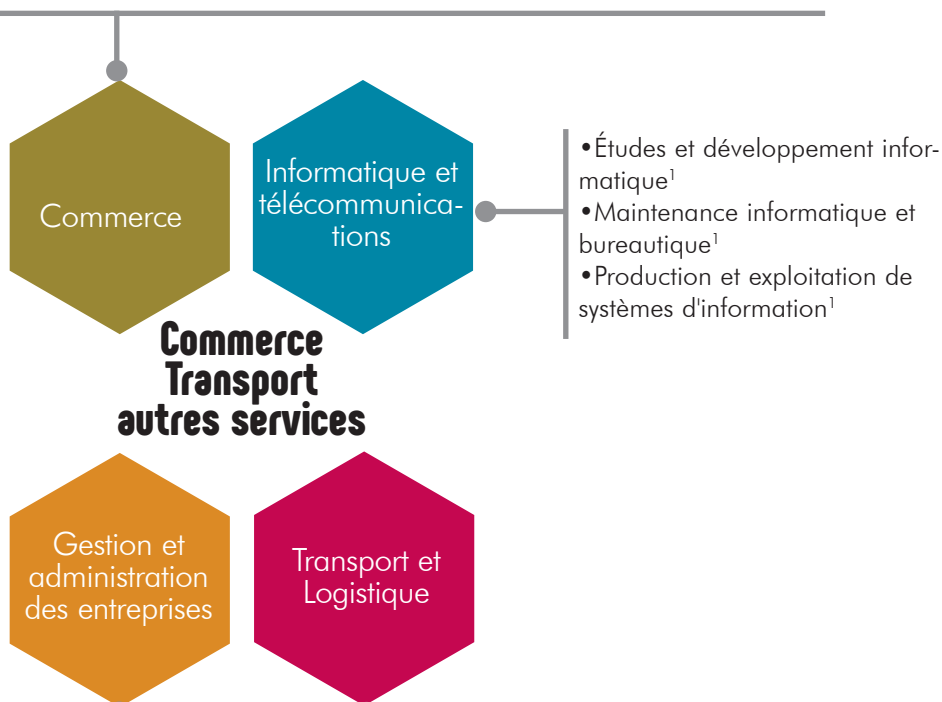 Commerce
Informatique et
télécommunica-
tions
•Études et développement infor-
matique¹
•Maintenance informatique et
bureautique¹
•Production et exploitation de
systèmes d'information¹
Commerce
Transport
autres services
Gestion et
administration
des entreprises
Transport et
Logistique